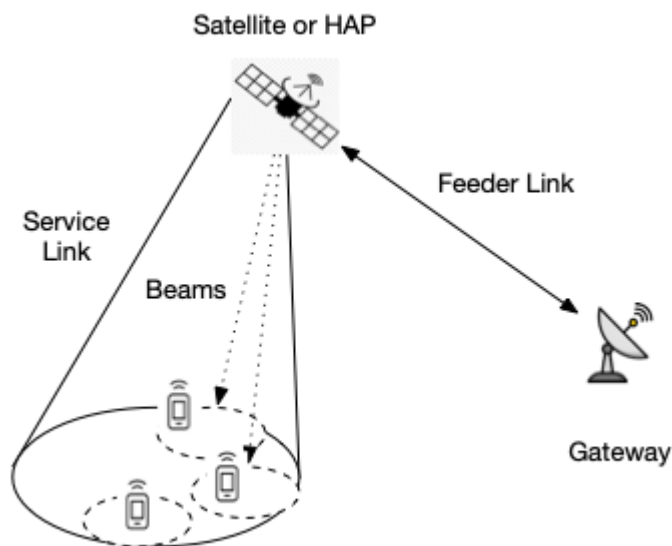 Satellite or HAP
Feeder Link
Service
Link
Beams
Gateway